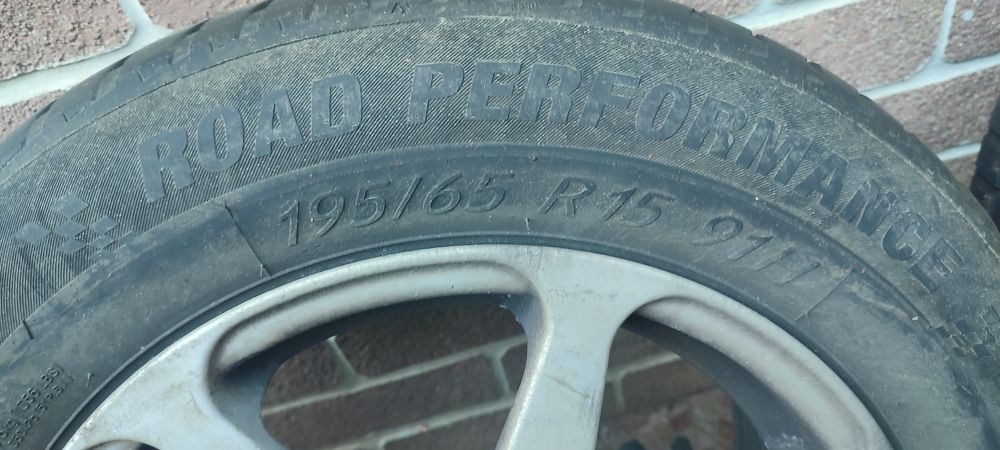 ROAD PERFORMANCE
195/65 R15 91H